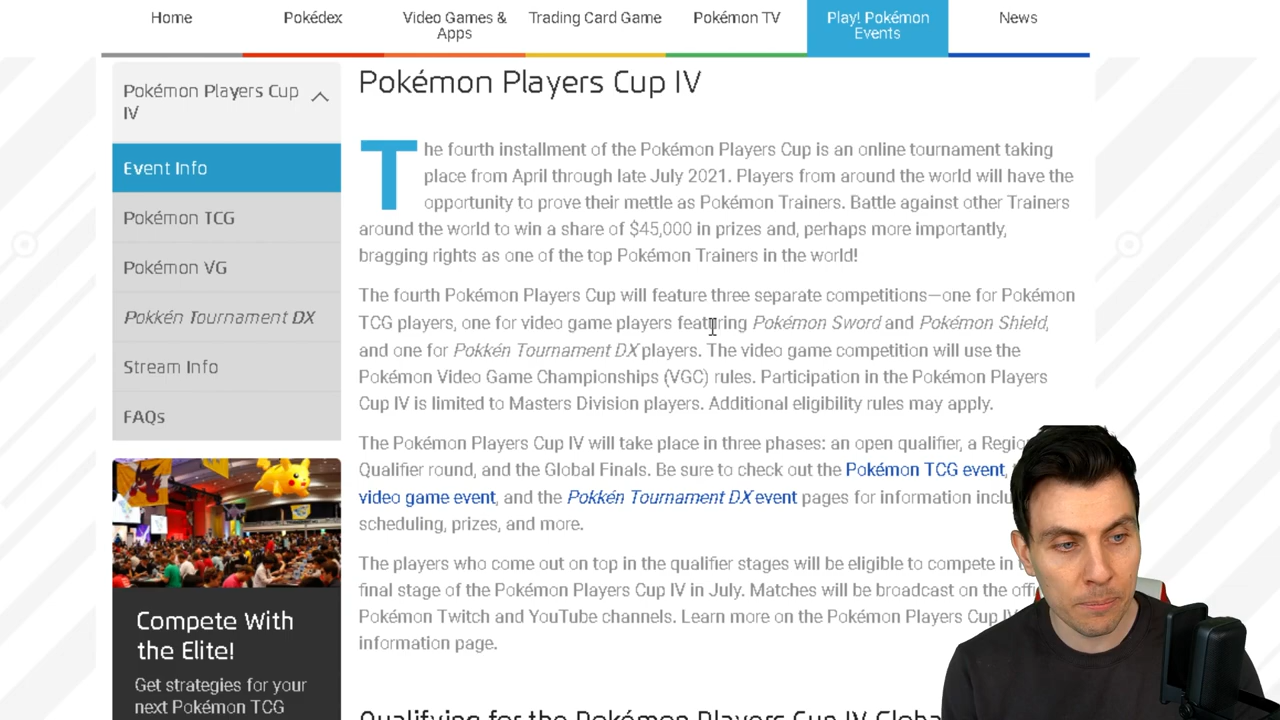 Home
Pokédex
Video Games &
Apps
Trading Card Game
Pokémon TV
Play! Pokémon
Events
News
Pokémon Players Cup
IV
Event Info
Pokémon TCG
Pokémon VG
Pokkén Tournament DX
Stream Info
FAQs
Compete With
the Elite!
Get strategies for your
next Pokémon TCG
Pokémon Players Cup IV
The fourth installment of the Pokémon Players Cup is an online tournament taking
place from April through late July 2021. Players from around the world will have the
opportunity to prove their mettle as Pokémon Trainers. Battle against other Trainers
around the world to win a share of $45,000 in prizes and, perhaps more importantly,
bragging rights as one of the top Pokémon Trainers in the world!
The fourth Pokémon Players Cup will feature three separate competitions—one for Pokémon
TCG players, one for video game players featuring Pokémon Sword and Pokémon Shield,
and one for Pokkén Tournament DX players. The video game competition will use the
Pokémon Video Game Championships (VGC) rules. Participation in the Pokémon Players
Cup IV is limited to Masters Division players. Additional eligibility rules may apply.
The Pokémon Players Cup IV will take place in three phases: an open qualifier, a Regio
Qualifier round, and the Global Finals. Be sure to check out the Pokémon TCG event,
video game event, and the Pokkén Tournament DX event pages for information inclu
scheduling, prizes, and more.
The players who come out on top in the qualifier stages will be eligible to compete in
final stage of the Pokémon Players Cup IV in July. Matches will be broadcast on the offi
Pokémon Twitch and YouTube channels. Learn more on the Pokémon Players Cup IV
information page.
Qualifying for the Pokémon Players Cup IV Globa